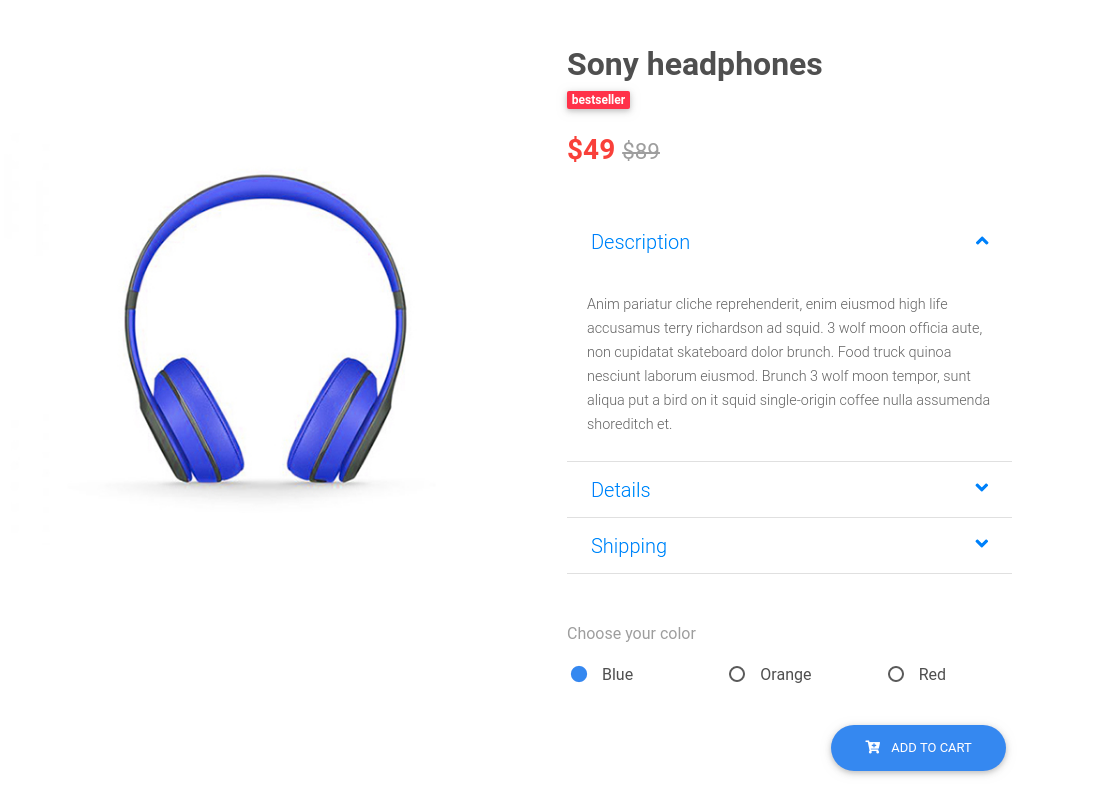 Sony headphones
bestseller
$49 $89
Description
Anim pariatur cliche reprehenderit, enim eiusmod high life
accusamus terry richardson ad squid. 3 wolf moon officia aute,
non cupidatat skateboard dolor brunch. Food truck quinoa
nesciunt laborum eiusmod. Brunch 3 wolf moon tempor, sunt
aliqua put a bird on it squid single-origin coffee nulla assumenda
shoreditch et.
Details
Shipping
Choose your color
Blue Orange Red
ADD TO CART